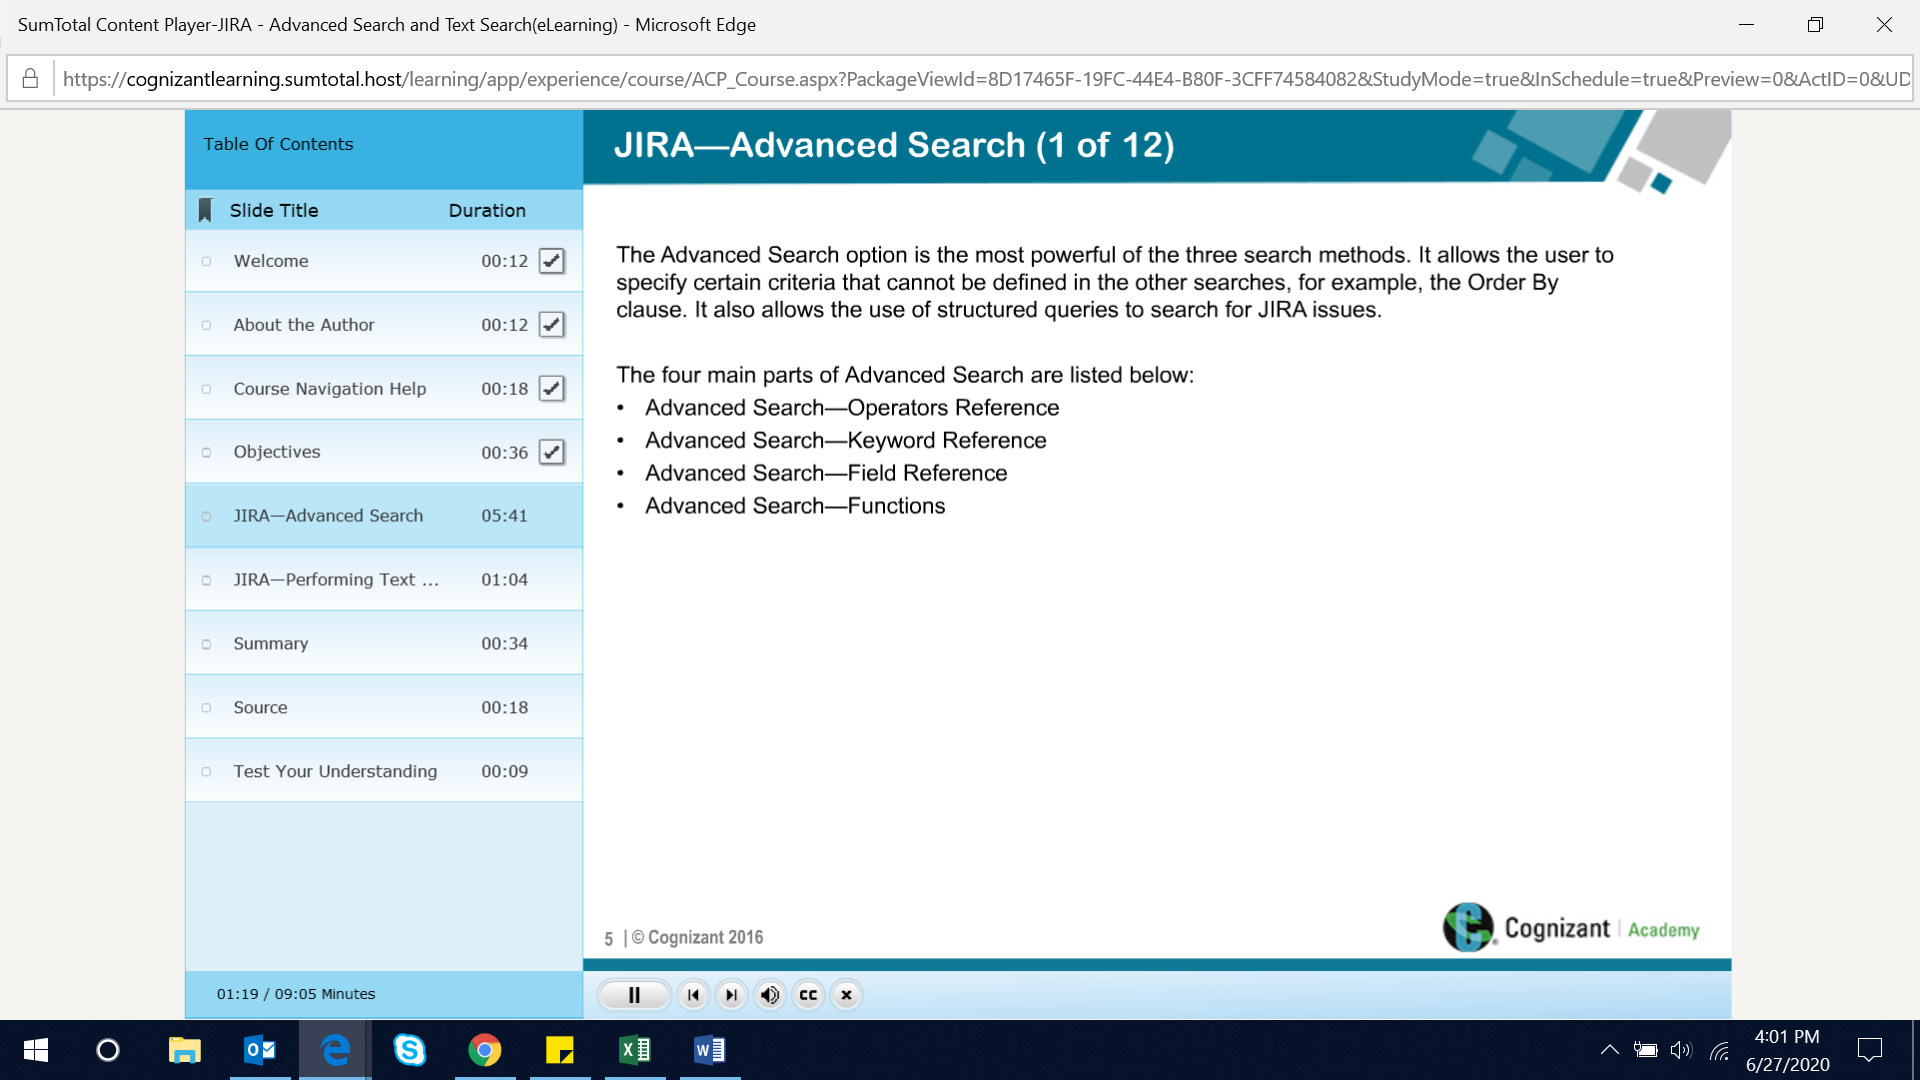 SumTotal Content Player-JIRA - Advanced Search and Text Search(eLearning) - Microsoft Edge
https://cognizantlearning.sumtotal.host/learning/app/experience/course/ACP_Course.aspx?PackageViewId=8D17465F-19FC-44E4-B80F-3CFF74584082&StudyMode=true&InSchedule=true&Preview=0&ActID=0&UD
Table Of Contents
Slide Title Duration
Welcome 00:12
About the Author 00:12
Course Navigation Help 00:18
Objectives 00:36
JIRA—Advanced Search 05:41
JIRA—Performing Text ... 01:04
Summary 00:34
Source 00:18
Test Your Understanding 00:09
01:19 / 09:05 Minutes
JIRA—Advanced Search (1 of 12)
The Advanced Search option is the most powerful of the three search methods. It allows the user to
specify certain criteria that cannot be defined in the other searches, for example, the Order By
clause. It also allows the use of structured queries to search for JIRA issues.
The four main parts of Advanced Search are listed below:
• Advanced Search—Operators Reference
• Advanced Search—Keyword Reference
• Advanced Search—Field Reference
• Advanced Search—Functions
5 | © Cognizant 2016
Cognizant | Academy
CC
4:01 PM
6/27/2020